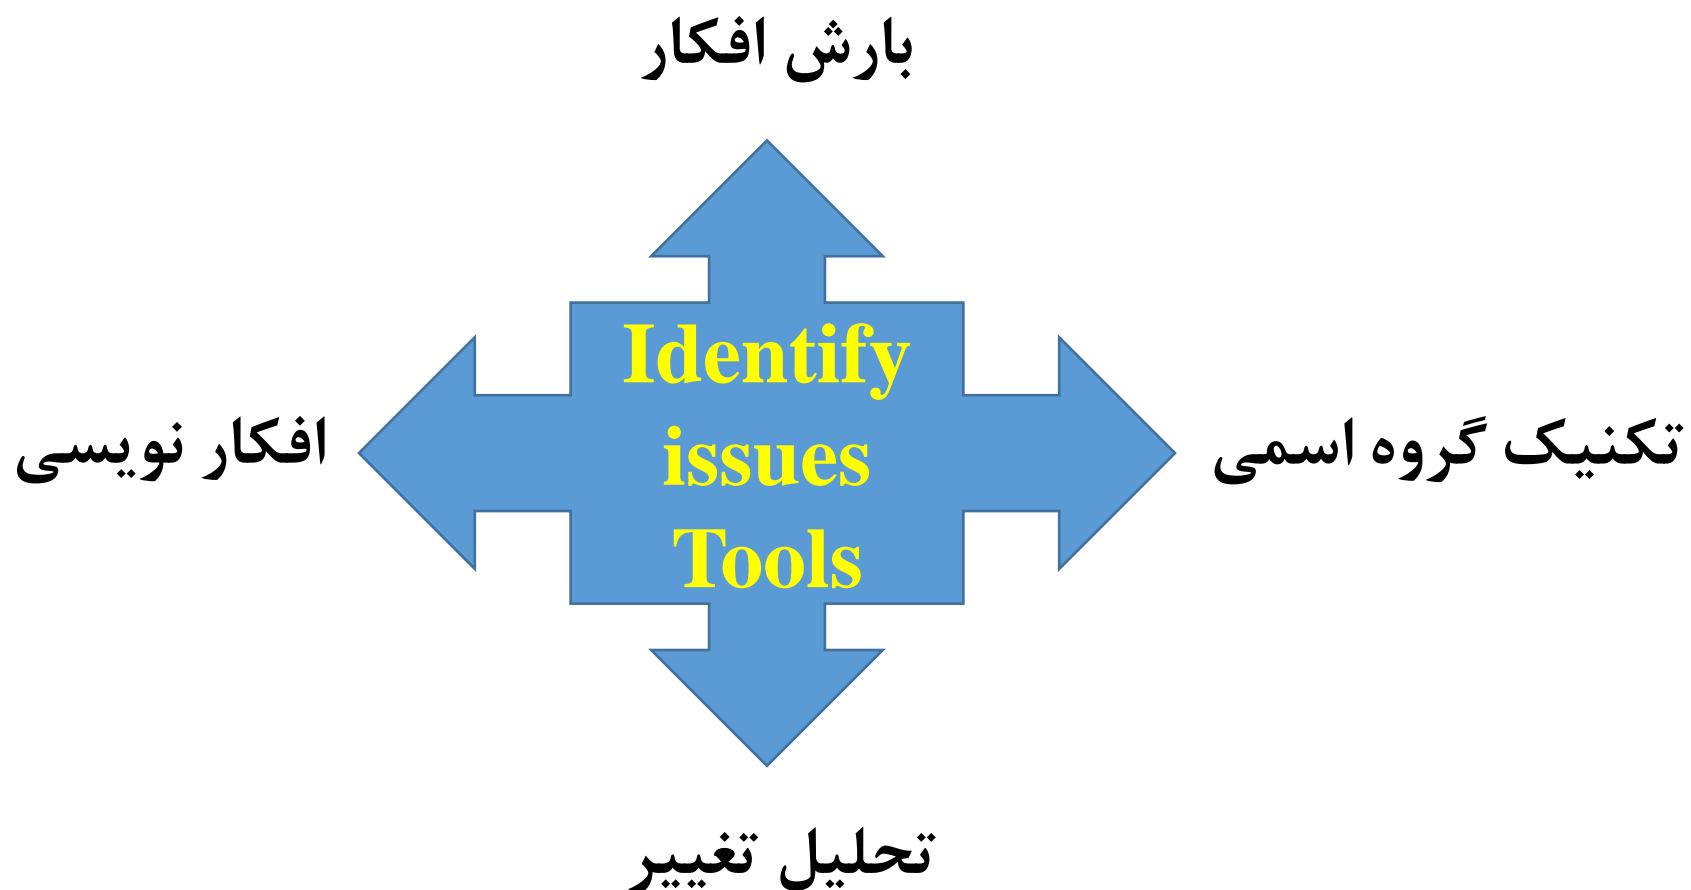 بارش افکار
Identify
issues
Tools
تکنیک گروه اسمی
افکار نویسی
تحلیل تغییر